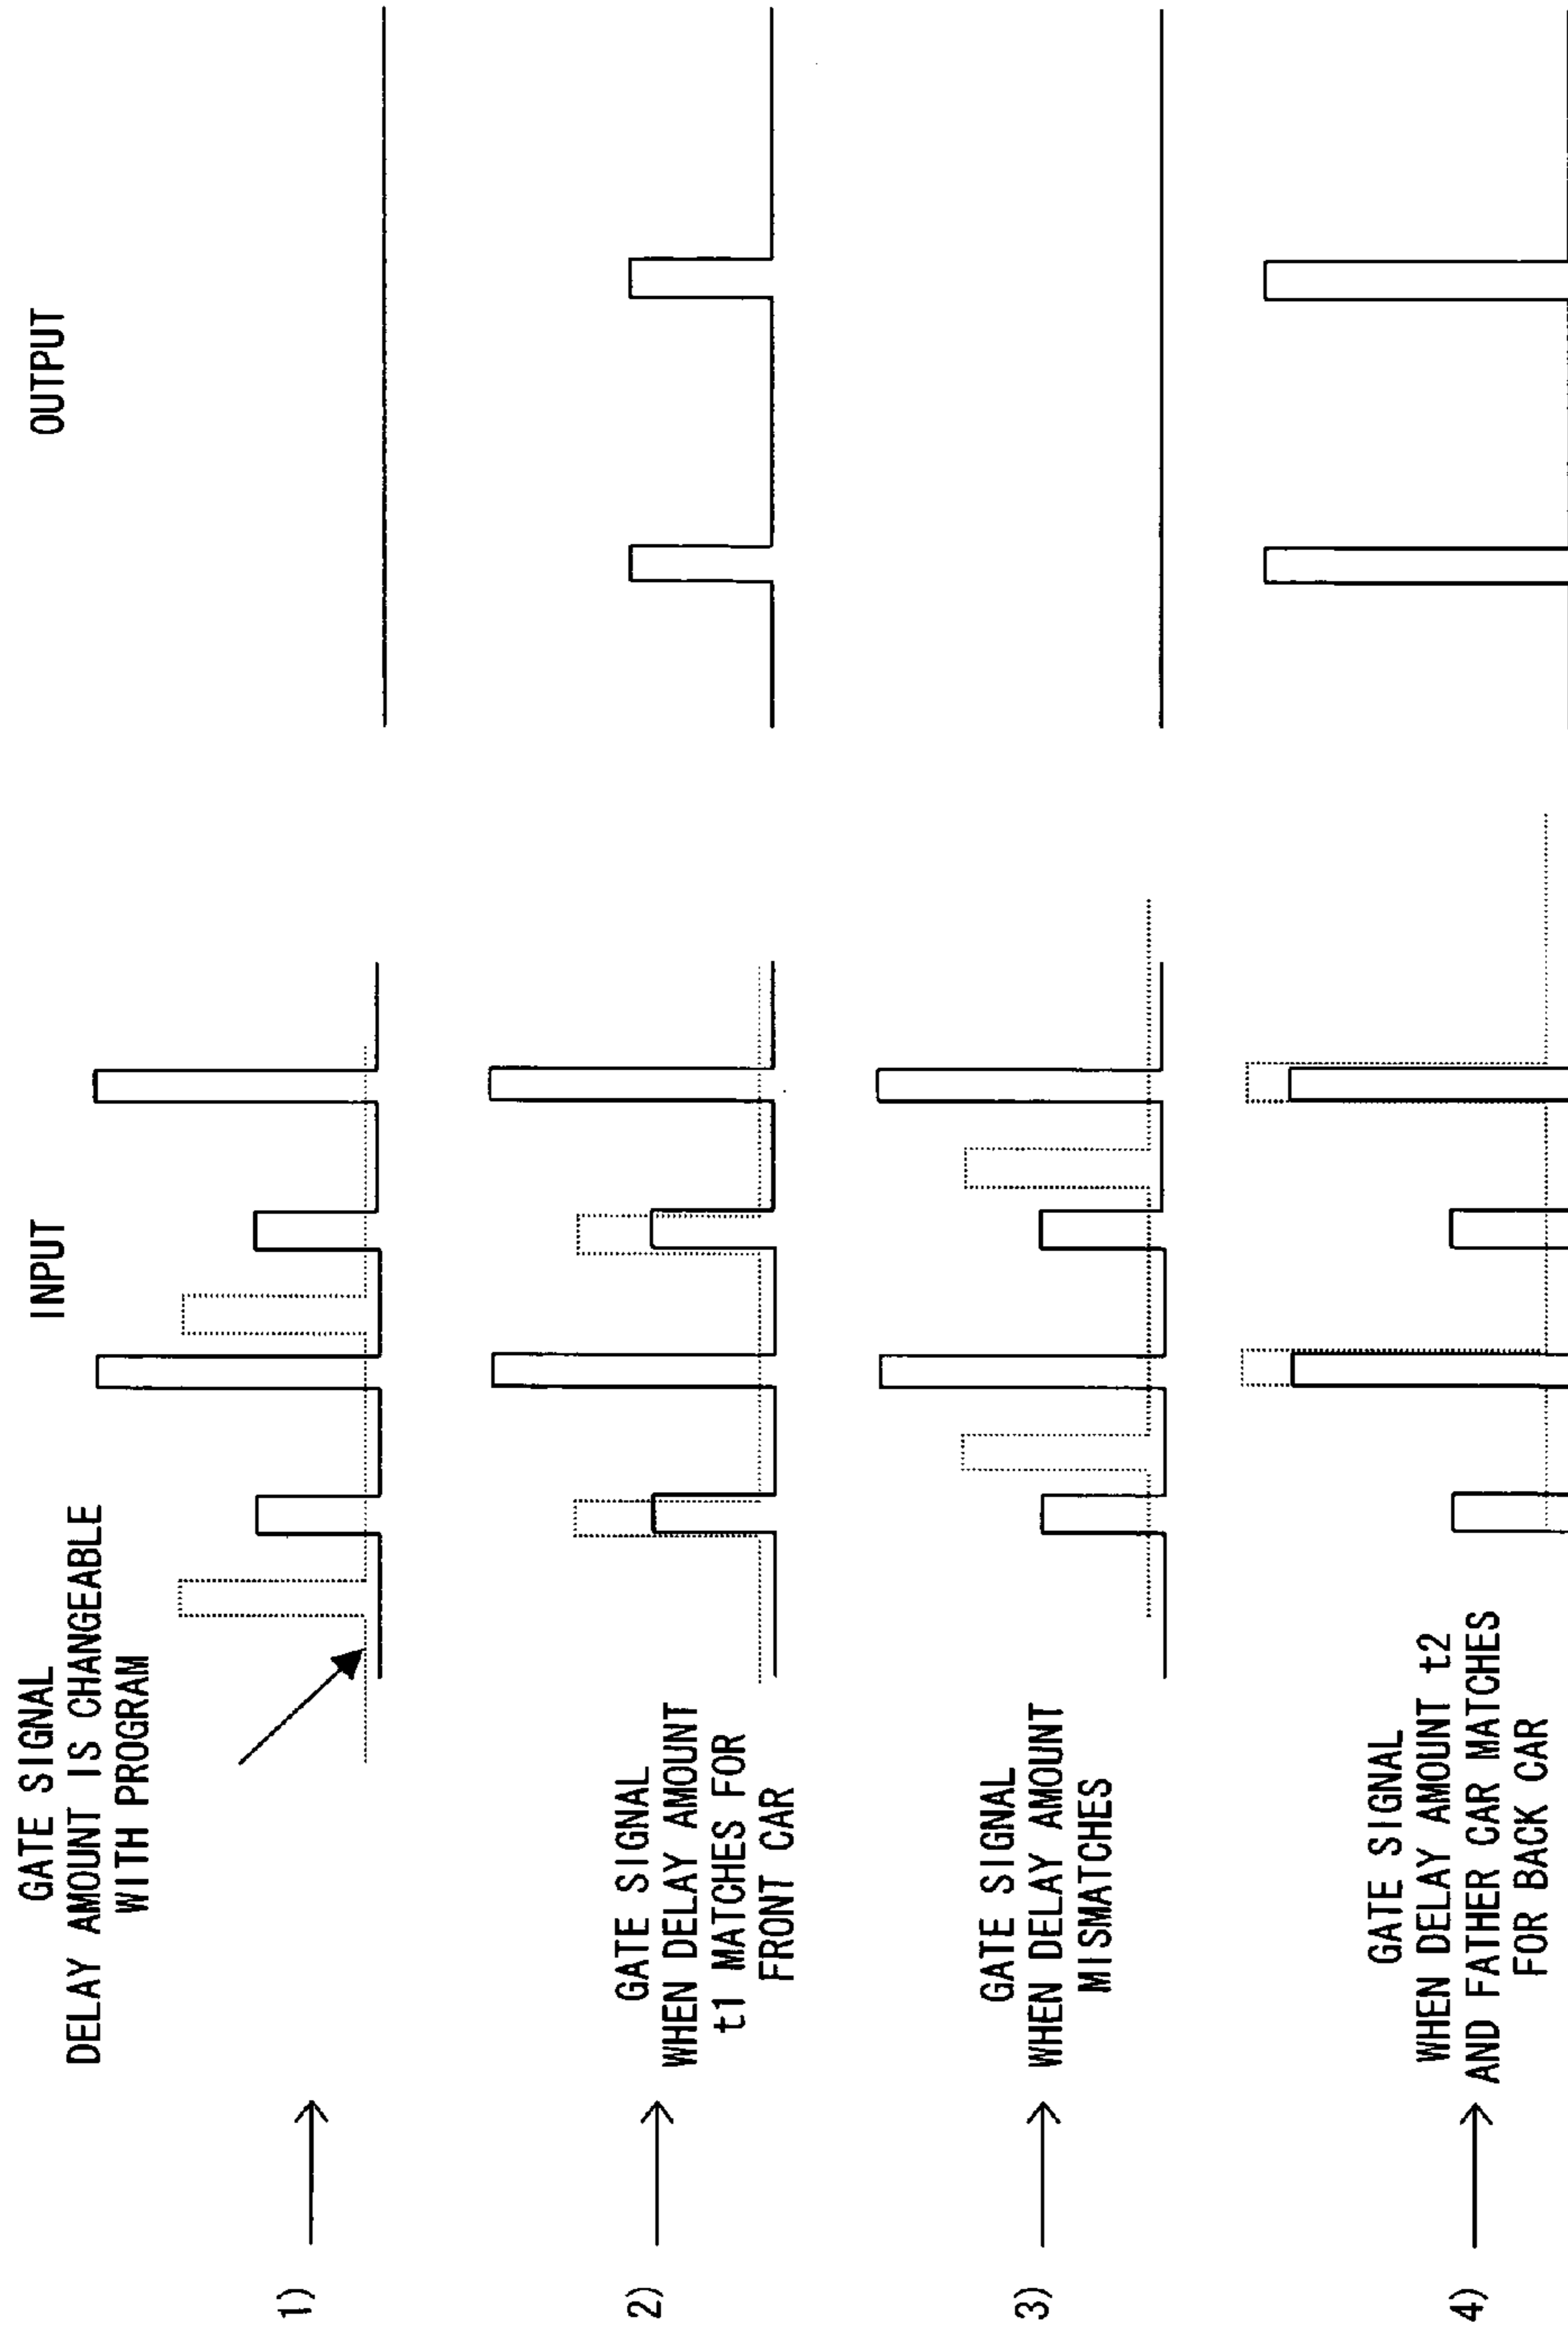 INPUT
OUTPUT
1)
GATE SIGNAL
DELAY AMOUNT IS CHANGEABLE
WITH PROGRAM
2)
GATE SIGNAL
WHEN DELAY AMOUNT
t1 MATCHES FOR
FRONT CAR
3)
GATE SIGNAL
WHEN DELAY AMOUNT
MISMATCHES
4)
GATE SIGNAL
WHEN DELAY AMOUNT t2
AND FATHER CAR MATCHES
FOR BACK CAR